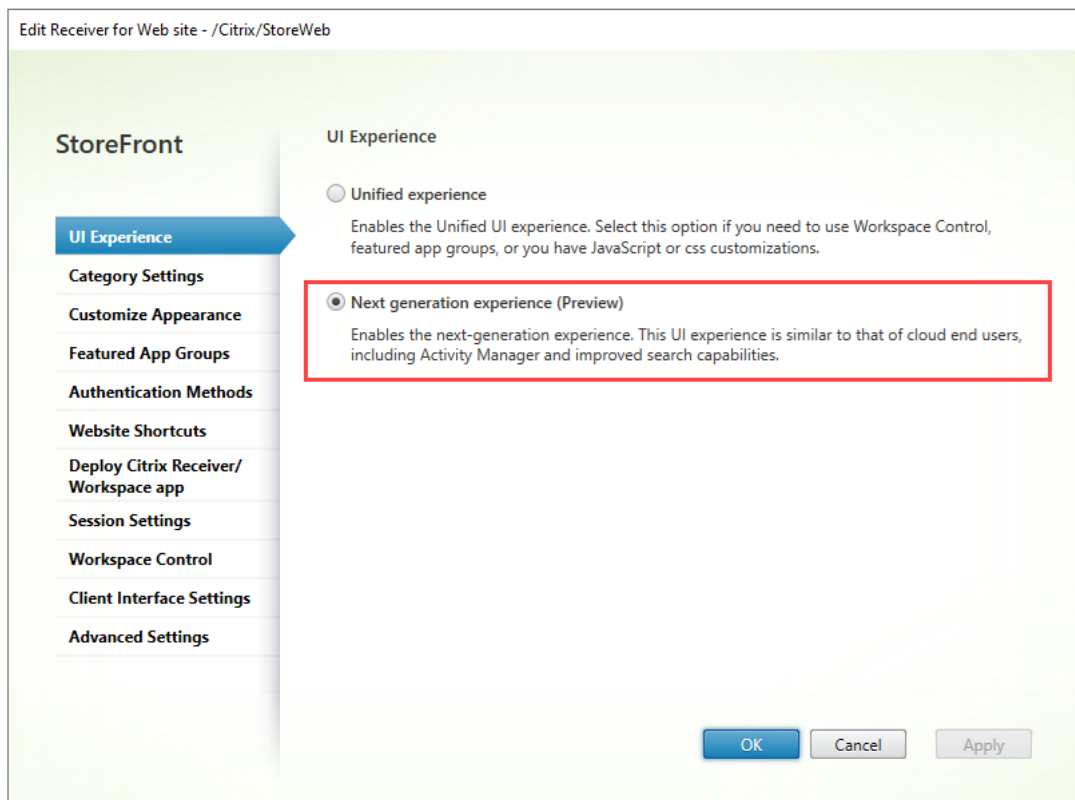 Edit Receiver for Web site - /Citrix/StoreWeb
StoreFront
UI Experience
Category Settings
Customize Appearance
Featured App Groups
Authentication Methods
Website Shortcuts
Deploy Citrix Receiver/
Workspace app
Session Settings
Workspace Control
Client Interface Settings
Advanced Settings
UI Experience
Unified experience
Enables the Unified UI experience. Select this option if you need to use Workspace Control,
featured app groups, or you have JavaScript or css customizations.
Next generation experience (Preview)
Enables the next-generation experience. This UI experience is similar to that of cloud end users,
including Activity Manager and improved search capabilities.
OK
Cancel
Apply